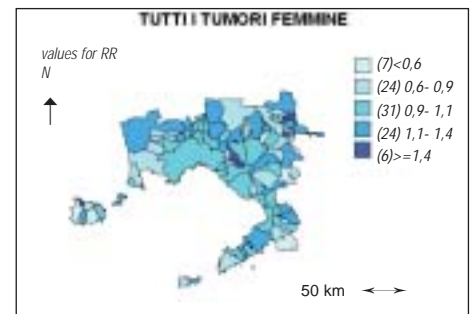 TUTTI I TUMORI FEMMINE
values for RR
N
(7)<0,6
(24) 0,6- 0,9
(31) 0,9- 1,1
(24) 1,1- 1,4
(6)>=1,4
50 km